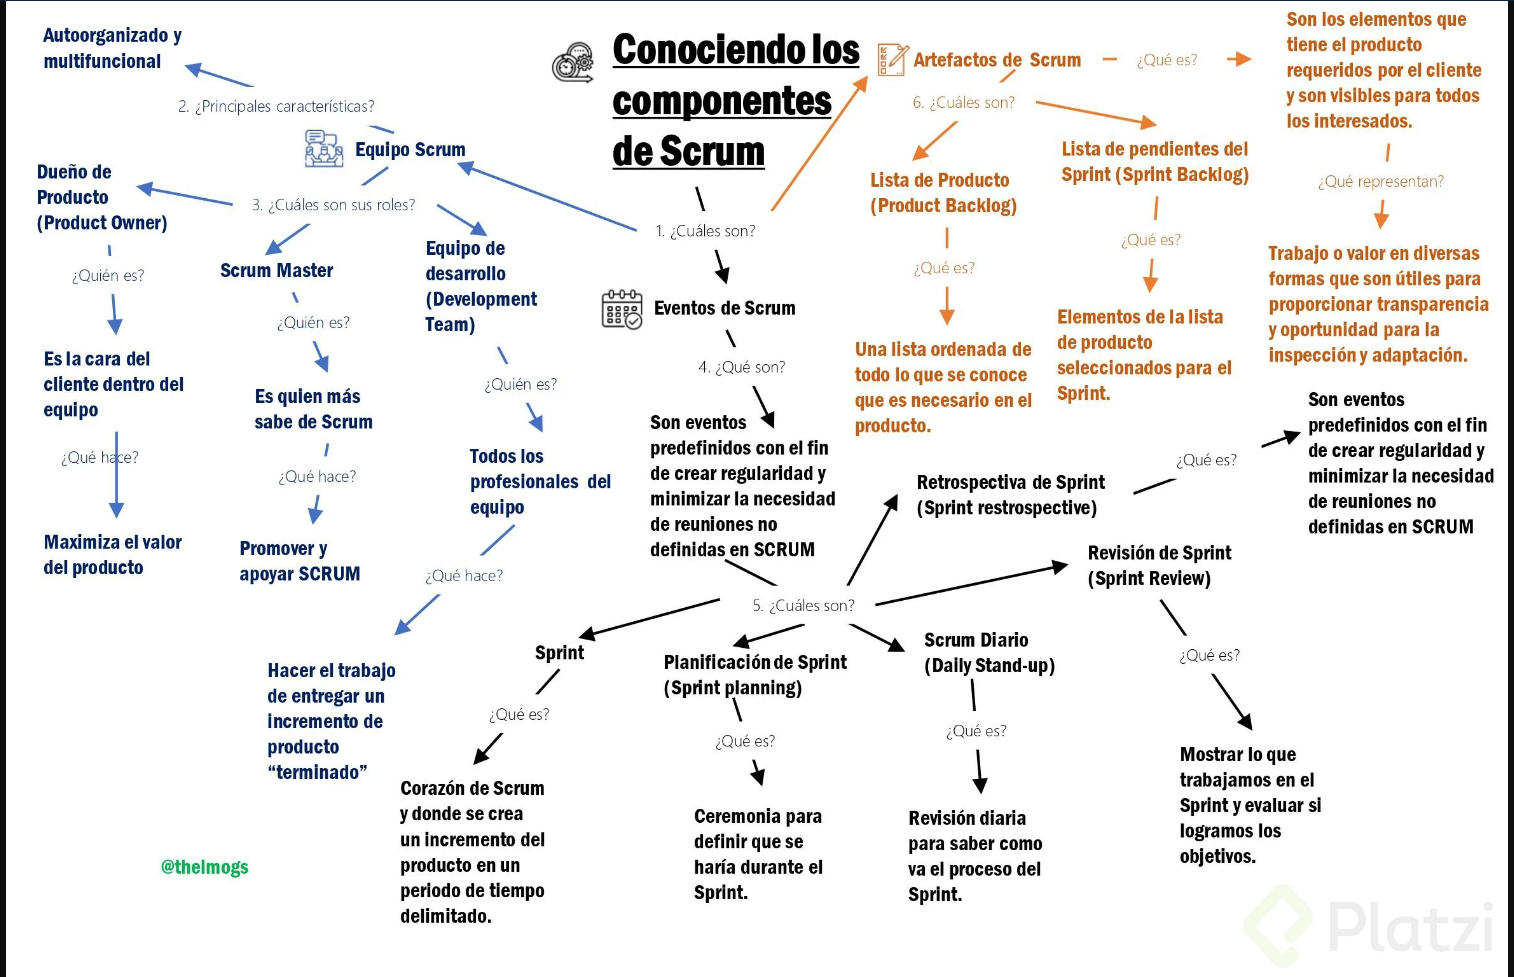 Conociendo los
componentes
de Scrum
1. ¿Cuáles son?
Autoorganizado y
multifuncional
2. ¿Principales características?
Equipo Scrum
3. ¿Cuáles son sus roles?
Dueño de
Producto
(Product Owner)
¿Quién es?
Es la cara del
cliente dentro del
equipo
¿Qué hace?
Maximiza el valor
del producto
Scrum Master
¿Quién es?
Es quien más
sabe de Scrum
¿Qué hace?
Promover y
apoyar SCRUM
Equipo de
desarrollo
(Development
Team)
¿Quién es?
Todos los
profesionales del
equipo
¿Qué hace?
Hacer el trabajo
de entregar un
incremento de
producto
“terminado”
Eventos de Scrum
4. ¿Qué son?
Son eventos
predefinidos con el fin
de crear regularidad y
minimizar la necesidad
de reuniones no
definidas en SCRUM
5. ¿Cuáles son?
Sprint
¿Qué es?
Corazón de Scrum
y donde se crea
un incremento del
producto en un
periodo de tiempo
delimitado.
Planificación de Sprint
(Sprint planning)
¿Qué es?
Ceremonia para
definir que se
haría durante el
Sprint.
Scrum Diario
(Daily Stand-up)
¿Qué es?
Revisión diaria
para saber como
va el proceso del
Sprint.
Revisión de Sprint
(Sprint Review)
¿Qué es?
Mostrar lo que
trabajamos en el
Sprint y evaluar si
logramos los
objetivos.
Retrospectiva de Sprint
(Sprint restrospective)
¿Qué es?
Son eventos
predefinidos con el fin
de crear regularidad y
minimizar la necesidad
de reuniones no
definidas en SCRUM
Artefactos de Scrum
¿Qué es?
Son los elementos que
tiene el producto
requeridos por el cliente
y son visibles para todos
los interesados.
¿Qué representan?
Trabajo o valor en diversas
formas que son útiles para
proporcionar transparencia
y oportunidad para la
inspección y adaptación.
6. ¿Cuáles son?
Lista de Producto
(Product Backlog)
¿Qué es?
Una lista ordenada de
todo lo que se conoce
que es necesario en el
producto.
Lista de pendientes del
Sprint (Sprint Backlog)
¿Qué es?
Elementos de la lista
de producto
seleccionados para el
Sprint.
@thelmogs
Platzi